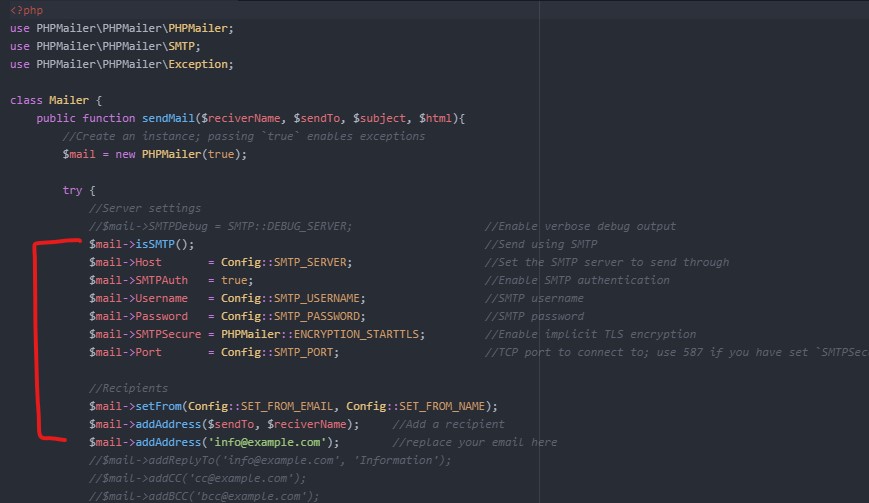 <?php
use PHPMailer\PHPMailer\PHPMailer;
use PHPMailer\PHPMailer\SMTP;
use PHPMailer\PHPMailer\Exception;
class Mailer {
public function sendMail($reciverName, $sendTo, $subject, $html){
//Create an instance; passing `true` enables exceptions
$mail = new PHPMailer(true);
try {
//Server settings
//$mail->SMTPDebug = SMTP::DEBUG_SERVER; //Enable verbose debug output
$mail->isSMTP(); //Send using SMTP
$mail->Host = Config::SMTP_SERVER; //Set the SMTP server to send through
$mail->SMTPAuth = true; //Enable SMTP authentication
$mail->Username = Config::SMTP_USERNAME; //SMTP username
$mail->Password = Config::SMTP_PASSWORD; //SMTP password
$mail->SMTPSecure = PHPMailer::ENCRYPTION_STARTTLS; //Enable implicit TLS encryption
$mail->Port = Config::SMTP_PORT; //TCP port to connect to; use 587 if you have set `SMTPSec
//Recipients
$mail->setFrom(Config::SET_FROM_EMAIL, Config::SET_FROM_NAME);
$mail->addAddress($sendTo, $reciverName); //Add a recipient
$mail->addAddress('info@example.com'); //replace your email here
//$mail->addReplyTo('info@example.com', 'Information');
//$mail->addCC('cc@example.com');
//$mail->addBCC('bcc@example.com');